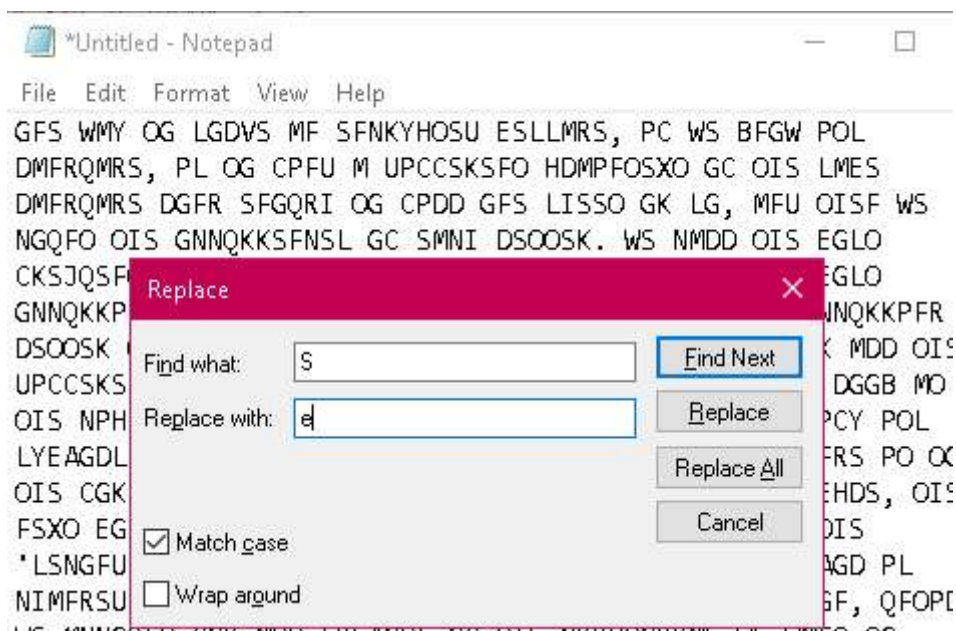 *Untitled - Notepad
File Edit Format View Help
GFS WMY OG LGDVS MF SFNKYHOSU ESLLMRS, PC WS BFGW POL
DMFRQMRS, PL OG CPFU M UPCCSKSFO HDMPFOSXO GC OIS LMES
DMFRQMRS DGFR SFGQRI OG CPDD GFS LISSO GK LG, MFU OISF WS
NGQFO OIS GNNQKKSFNSL GC SMNI DSOOSK. WS NMDD OIS EGLO
CKSJQSF EGLO
GNNQKKP NNQKKPFR
DSOOSK MDD OIS
UPCCSKS DGGB MO
OIS NPH PCY POL
LYEAGDL FRS PO OG
OIS CGK EHDS, OIS
FSXO EG OIS
'LSNGFU AGD PL
NIMFRSU GF, QFOPD
Replace
Find what: S
Replace with: e
Match case
Wrap around
Find Next
Replace
Replace All
Cancel